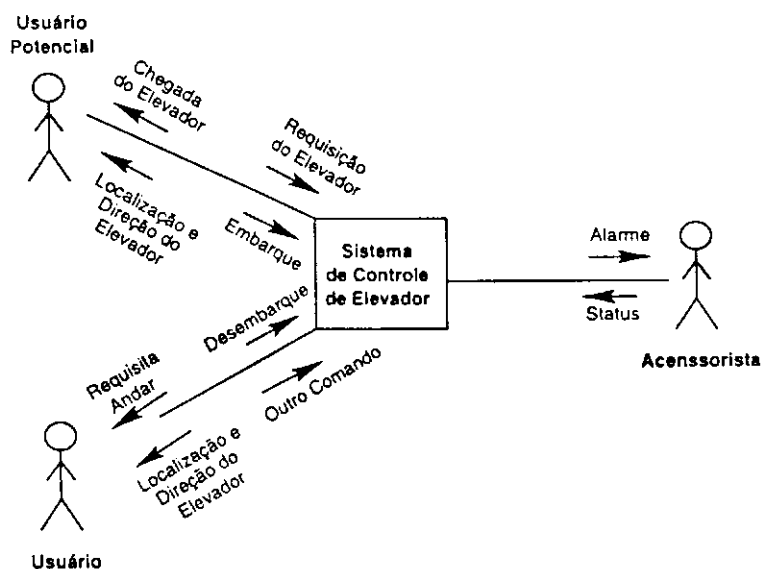 Usuário
Potencial
Chegada
do Elevador
Requisição
do Elevador
Localização e
Direção do
Elevador
Embarque
Sistema
de Controle
de Elevador
Alarme
Status
Acenssorista
Desembarque
Requisita
Andar
Outro Comando
Localização e
Direção do
Elevador
Usuário